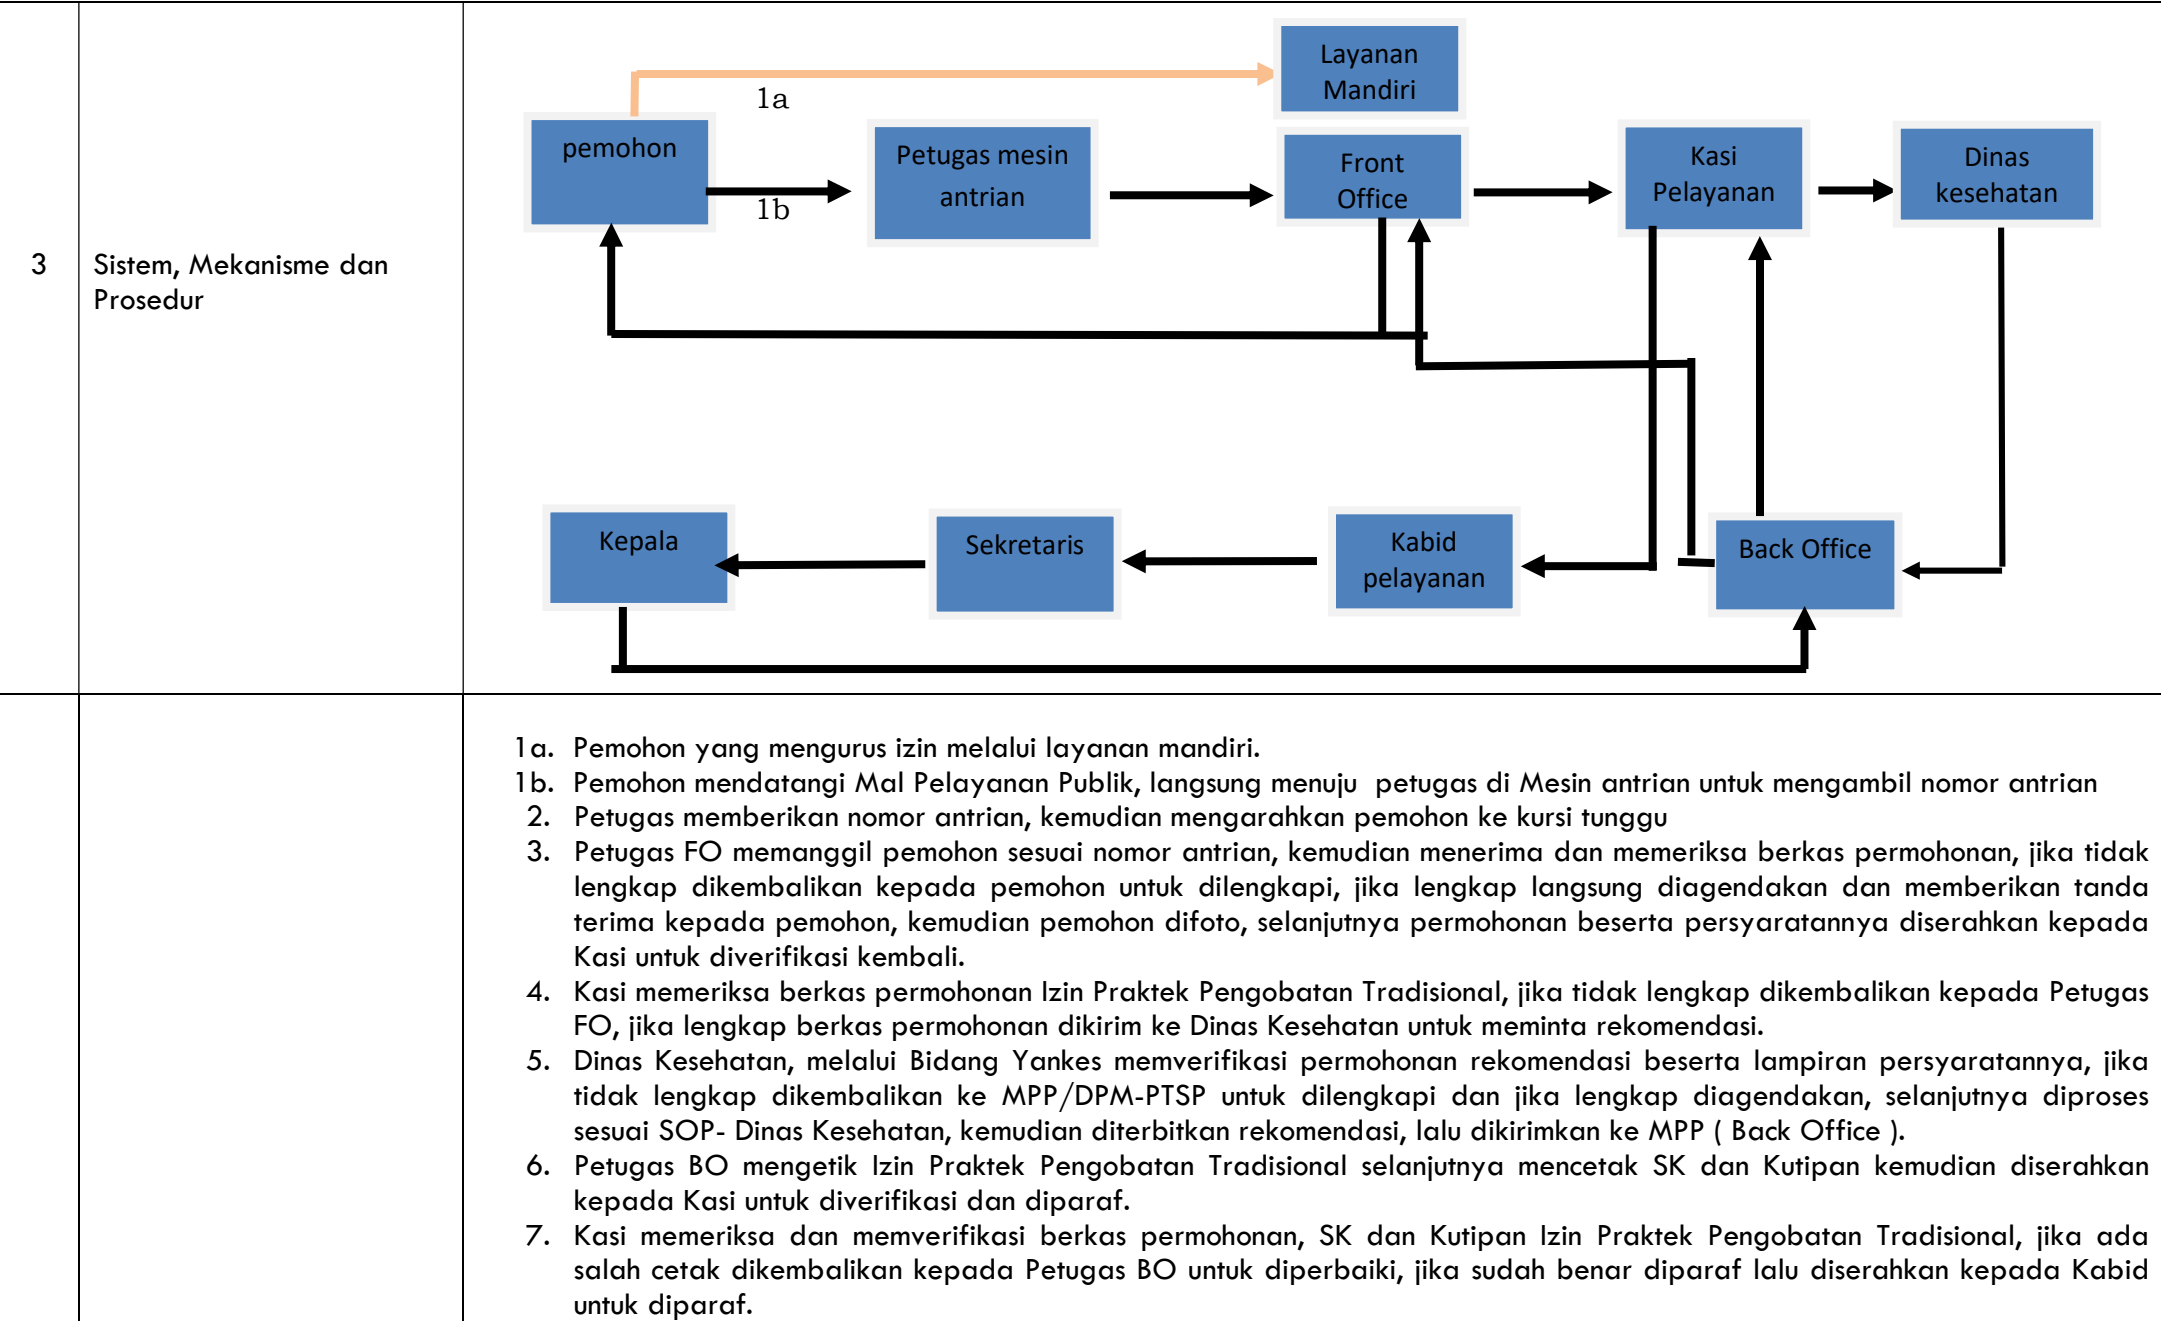 3
Sistem, Mekanisme dan
Prosedur
Layanan
Mandiri
1a
pemohon
Petugas mesin
antrian
Front
Office
Kasi
Pelayanan
Dinas
kesehatan
1b
Kepala
Sekretaris
Kabid
pelayanan
Back Office
1a. Pemohon yang mengurus izin melalui layanan mandiri.
1b. Pemohon mendatangi Mal Pelayanan Publik, langsung menuju petugas di Mesin antrian untuk mengambil nomor antrian
2. Petugas memberikan nomor antrian, kemudian mengarahkan pemohon ke kursi tunggu
3. Petugas FO memanggil pemohon sesuai nomor antrian, kemudian menerima dan memeriksa berkas permohonan, jika tidak
lengkap dikembalikan kepada pemohon untuk dilengkapi, jika lengkap langsung diagendakan dan memberikan tanda
terima kepada pemohon, kemudian pemohon difoto, selanjutnya permohonan beserta persyaratannya diserahkan kepada
Kasi untuk diverifikasi kembali.
4. Kasi memeriksa berkas permohonan Izin Praktek Pengobatan Tradisional, jika tidak lengkap dikembalikan kepada Petugas
FO, jika lengkap berkas permohonan dikirim ke Dinas Kesehatan untuk meminta rekomendasi.
5. Dinas Kesehatan, melalui Bidang Yankes memverifikasi permohonan rekomendasi beserta lampiran persyaratannya, jika
tidak lengkap dikembalikan ke MPP/DPM-PTSP untuk dilengkapi dan jika lengkap diagendakan, selanjutnya diproses
sesuai SOP- Dinas Kesehatan, kemudian diterbitkan rekomendasi, lalu dikirimkan ke MPP ( Back Office ).
6. Petugas BO mengetik Izin Praktek Pengobatan Tradisional selanjutnya mencetak SK dan Kutipan kemudian diserahkan
kepada Kasi untuk diverifikasi dan diparaf.
7. Kasi memeriksa dan memverifikasi berkas permohonan, SK dan Kutipan Izin Praktek Pengobatan Tradisional, jika ada
salah cetak dikembalikan kepada Petugas BO untuk diperbaiki, jika sudah benar diparaf lalu diserahkan kepada Kabid
untuk diparaf.